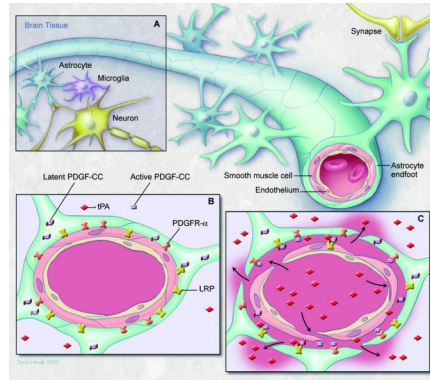 A
Brain Tissue
Synapse
Astrocyte
Microglia
Neuron
Smooth muscle cell
Endothelium
Astrocyte
endfoot
Latent PDGF-CC
Active PDGF-CC
B
tPA
PDGFR-α
LRP
C